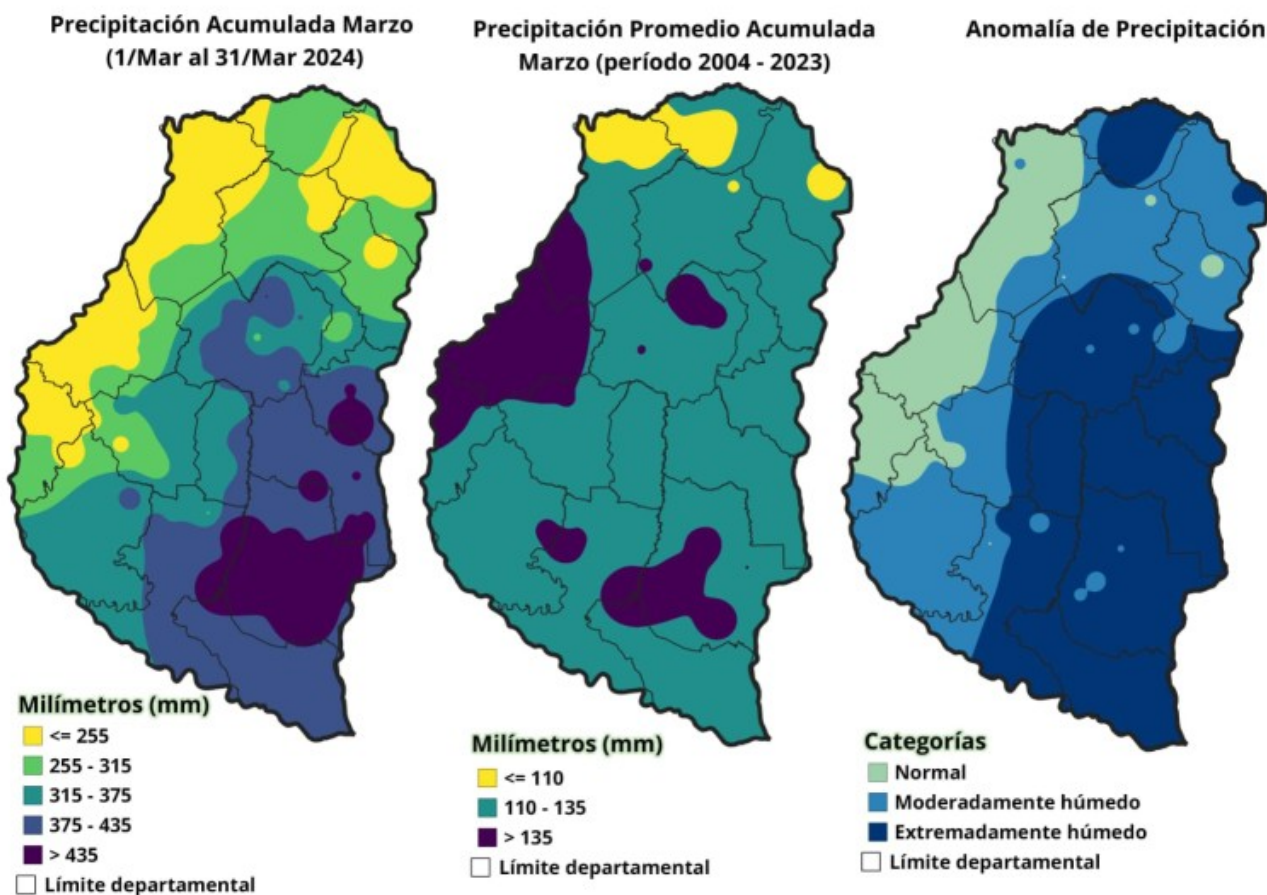 Precipitación Acumulada Marzo
(1/Mar al 31/Mar 2024)
Precipitación Promedio Acumulada
Marzo (período 2004 - 2023)
Anomalía de Precipitación
Milímetros (mm)
<= 255
255 - 315
315 - 375
375 - 435
> 435
Límite departamental
Milímetros (mm)
<= 110
110 - 135
> 135
Límite departamental
Categorías
Normal
Moderadamente húmedo
Extremadamente húmedo
Límite departamental